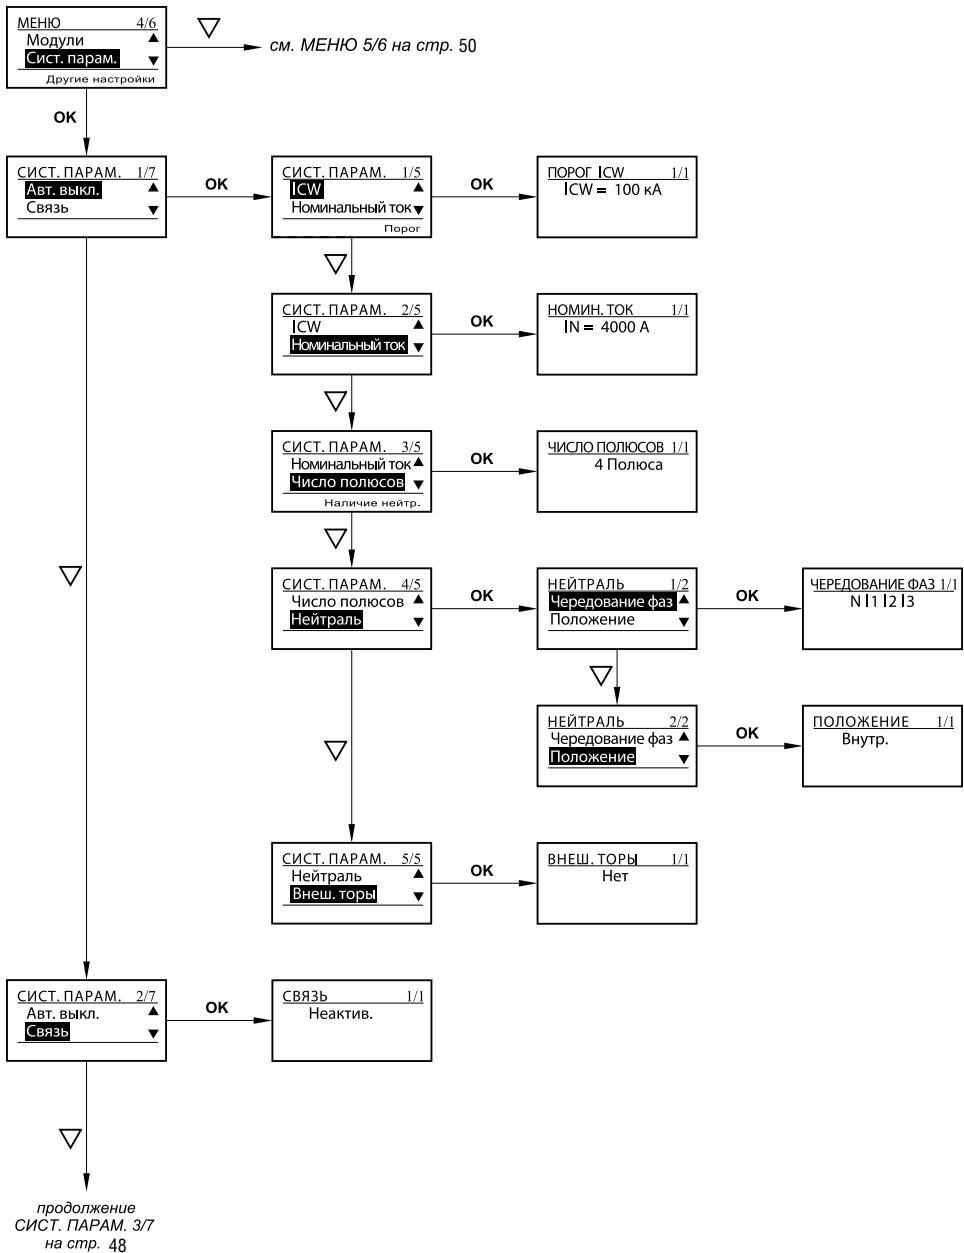 МЕНЮ 4/6
Модули
Сист. парам.
Другие настройки
см. МЕНЮ 5/6 на стр. 50
OK
СИСТ. ПАРАМ. 1/7
Авт. выкл.
Связь
OK
СИСТ. ПАРАМ. 1/5
ICW
Номинальный ток
Порог
OK
ПОРОГ ICW 1/1
ICW = 100 кА
СИСТ. ПАРАМ. 2/5
ICW
Номинальный ток
OK
НОМИН. ТОК 1/1
IN = 4000 А
СИСТ. ПАРАМ. 3/5
Номинальный ток
Число полюсов
Наличие нейтр.
OK
ЧИСЛО ПОЛЮСОВ 1/1
4 Полюса
СИСТ. ПАРАМ. 4/5
Число полюсов
Нейтраль
OK
НЕЙТРАЛЬ 1/2
Чередование фаз
Положение
OK
ЧЕРЕДОВАНИЕ ФАЗ 1/1
N I1 I2 I3
НЕЙТРАЛЬ 2/2
Чередование фаз
Положение
OK
ПОЛОЖЕНИЕ 1/1
Внутр.
СИСТ. ПАРАМ. 5/5
Нейтраль
Внеш. торы
OK
ВНЕШ. ТОРЫ 1/1
Нет
СИСТ. ПАРАМ. 2/7
Авт. выкл.
Связь
OK
СВЯЗЬ 1/1
Неактив.
продолжение
СИСТ. ПАРАМ. 3/7
на стр. 48